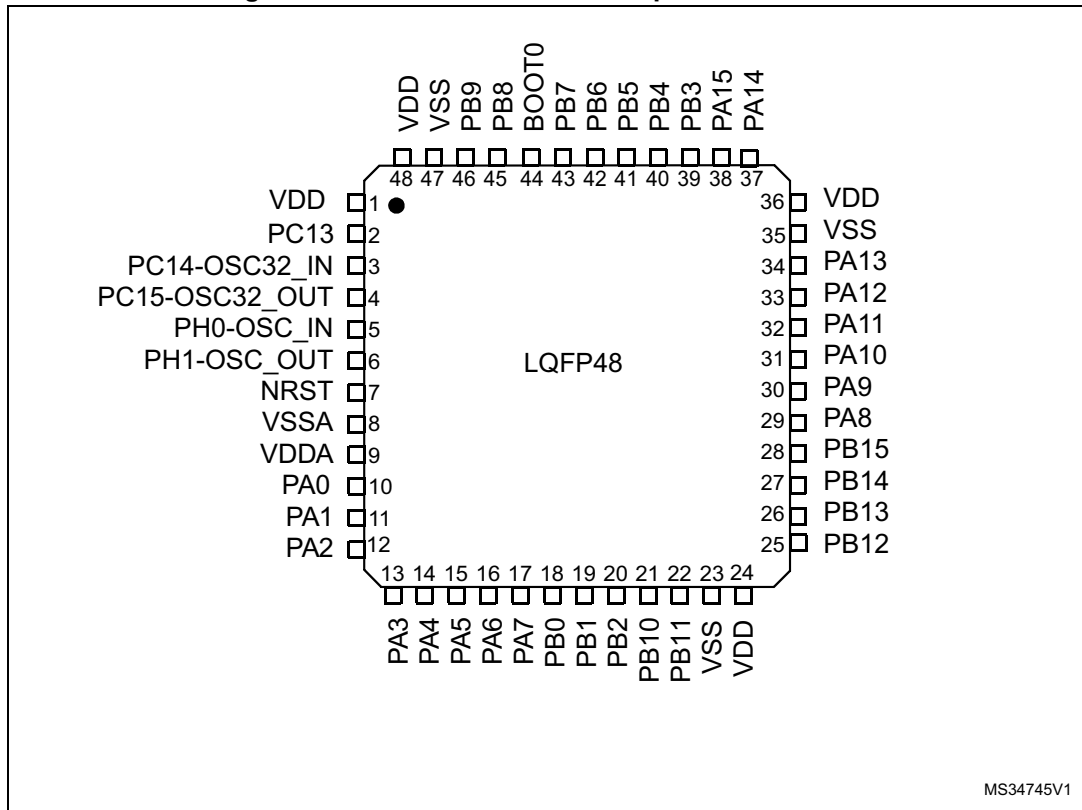 VDD
VSS
PB9
PB8
BOOT0
PB7
PB6
PB5
PB4
PB3
PA15
PA14
48 47 46 45 44 43 42 41 40 39 38 37
VDD 1
PC13 2
PC14-OSC32_IN 3
PC15-OSC32_OUT 4
PH0-OSC_IN 5
PH1-OSC_OUT 6
NRST 7
VSSA 8
VDDA 9
PA0 10
PA1 11
PA2 12
LQFP48
36 VDD
35 VSS
34 PA13
33 PA12
32 PA11
31 PA10
30 PA9
29 PA8
28 PB15
27 PB14
26 PB13
25 PB12
13 14 15 16 17 18 19 20 21 22 23 24
PA3
PA4
PA5
PA6
PA7
PB0
PB1
PB2
PB10
PB11
VSS
VDD
MS34745V1